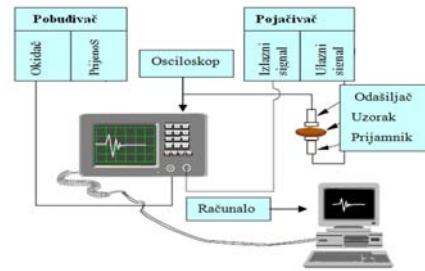 Pobuđivač
Okidač
PrijenoS
Osciloskop
Pojačivač
Izlazni signal
Ulazni signal
Odašiljač
Uzorak
Prijamnik
Računalo